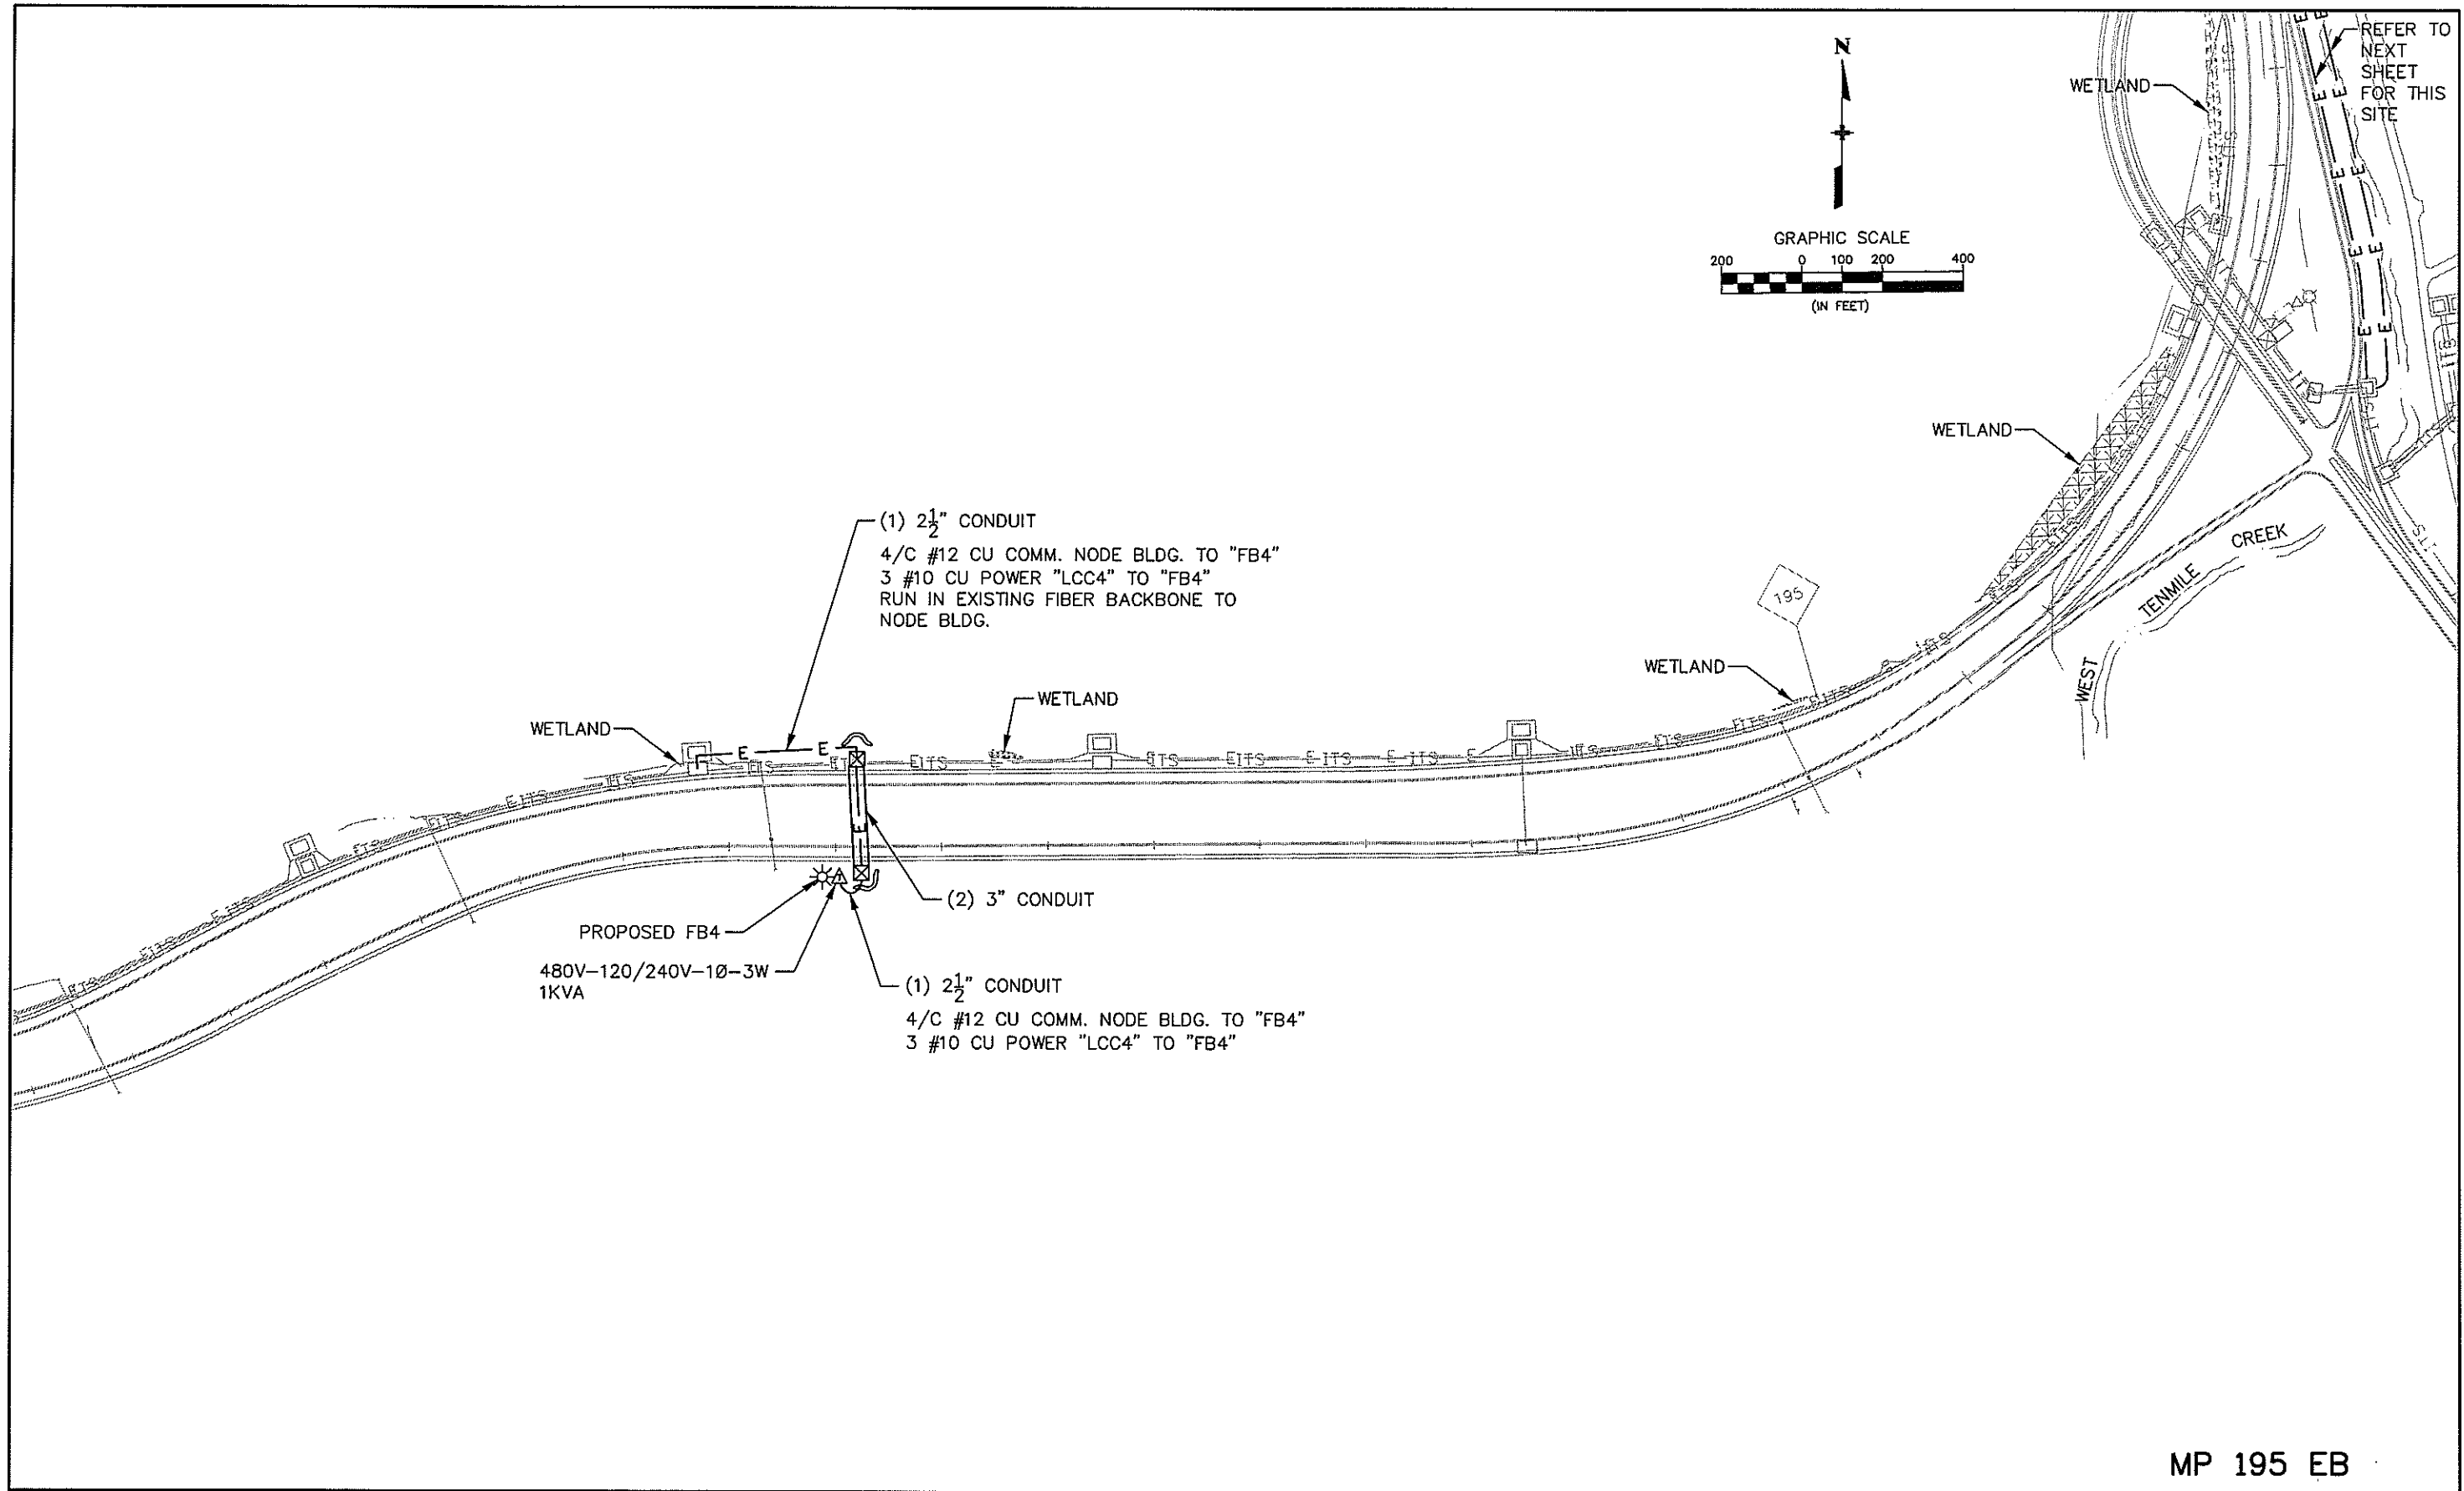 REFER TO
NEXT
SHEET
FOR THIS
SITE
N
WETLAND
GRAPHIC SCALE
200 0 100 200 400
(IN FEET)
WETLAND
(1) 2½" CONDUIT
4/C #12 CU COMM. NODE BLDG. TO "FB4"
3 #10 CU POWER "LCC4" TO "FB4"
RUN IN EXISTING FIBER BACKBONE TO
NODE BLDG.
195
WEST TENMILE CREEK
WETLAND
WETLAND
WETLAND
E E
E ITS E ITS E ITS E ITS E
(2) 3" CONDUIT
PROPOSED FB4
480V-120/240V-1Ø-3W
1KVA
(1) 2½" CONDUIT
4/C #12 CU COMM. NODE BLDG. TO "FB4"
3 #10 CU POWER "LCC4" TO "FB4"
MP 195 EB